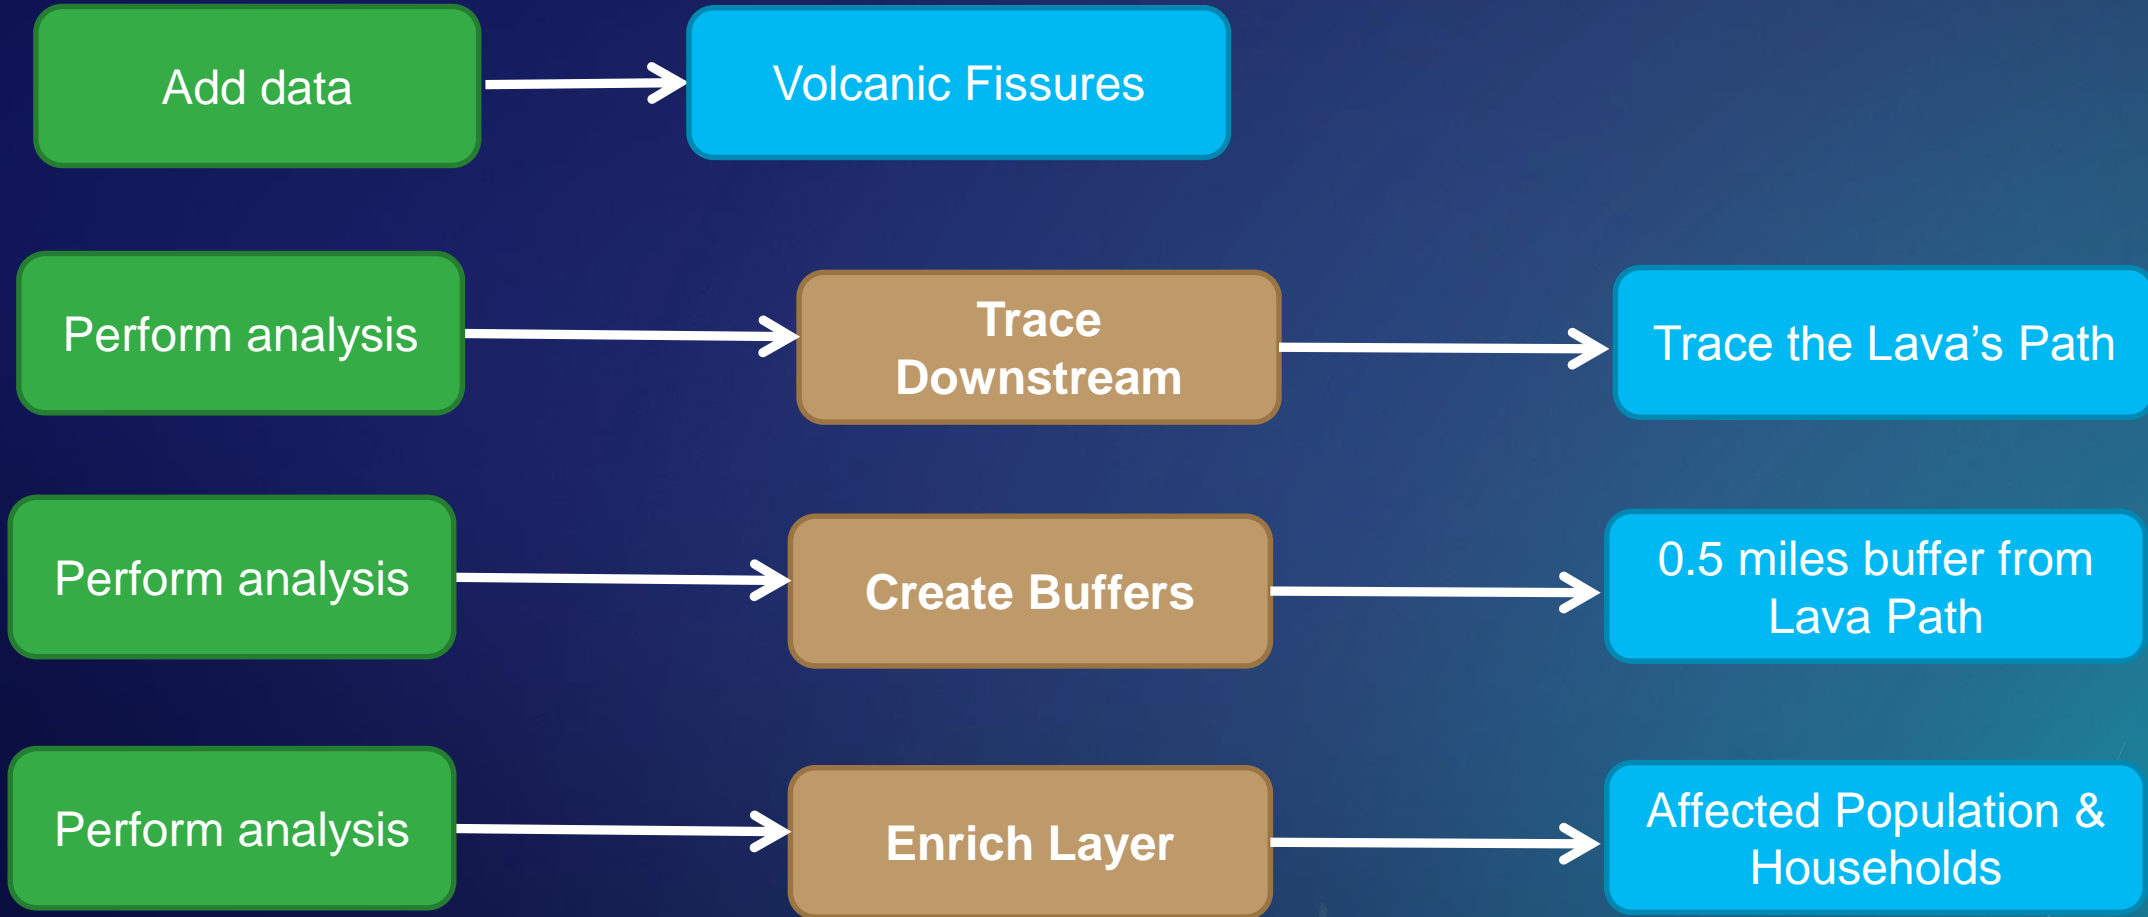 Add data
Volcanic Fissures
Perform analysis
Trace
Downstream
Trace the Lava’s Path
Perform analysis
Create Buffers
0.5 miles buffer from
Lava Path
Perform analysis
Enrich Layer
Affected Population &
Households